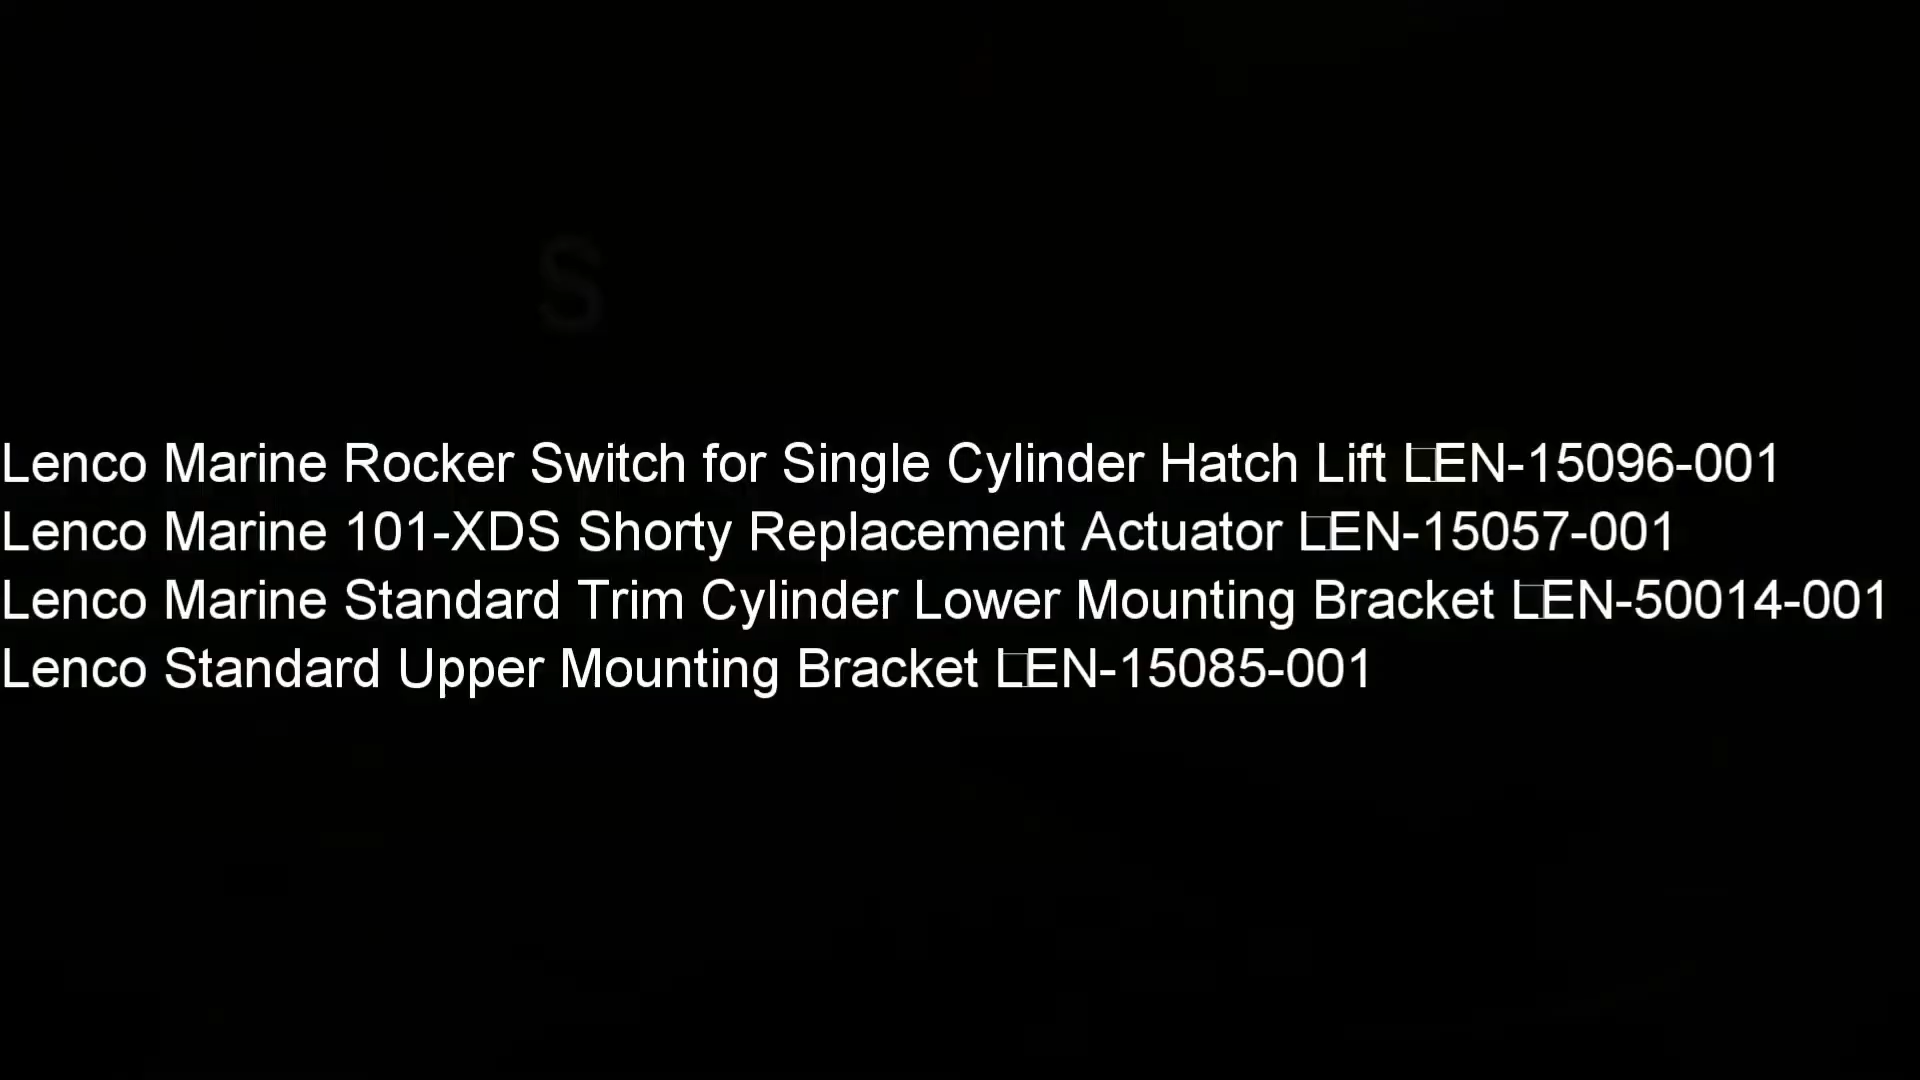 S
Lenco Marine Rocker Switch for Single Cylinder Hatch Lift LEN-15096-001
Lenco Marine 101-XDS Shorty Replacement Actuator LEN-15057-001
Lenco Marine Standard Trim Cylinder Lower Mounting Bracket LEN-50014-001
Lenco Standard Upper Mounting Bracket LEN-15085-001